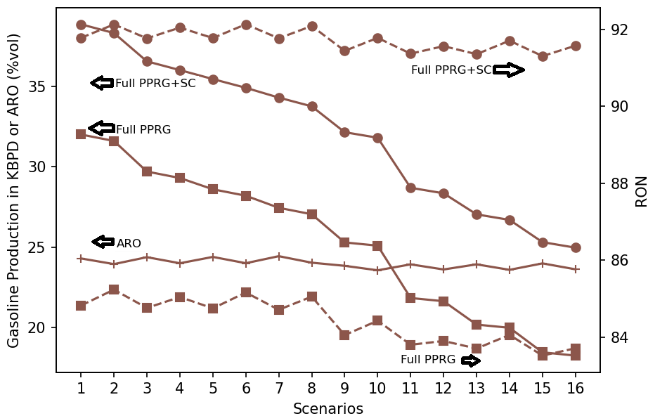 Gasoline Production in KBPD or ARO (%vol)
35
30
25
20
Full PPRG+SC
Full PPRG
ARO
Full PPRG+SC
Full PPRG
92
90
88
86
84
RON
1 2 3 4 5 6 7 8 9 10 11 12 13 14 15 16
Scenarios